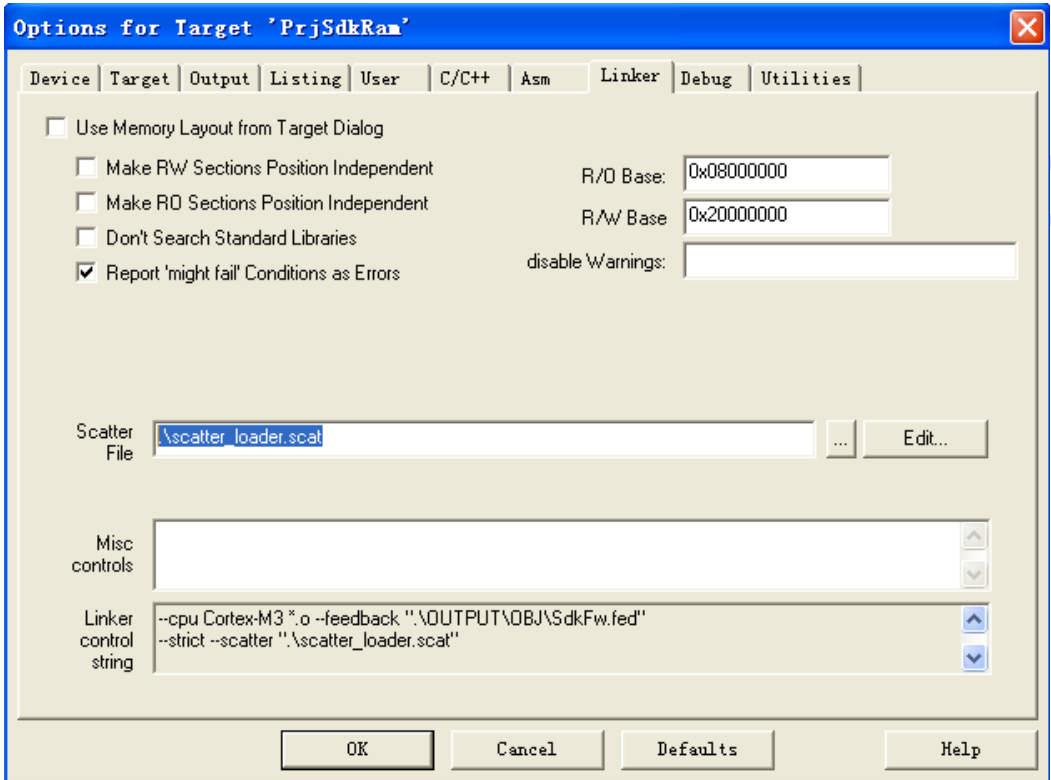 Options for Target 'PrjSdkRam'
Device Target Output Listing User C/C++ Asm Linker Debug Utilities
Use Memory Layout from Target Dialog
Make RW Sections Position Independent
Make RO Sections Position Independent
Don't Search Standard Libraries
Report 'might fail' Conditions as Errors
R/O Base: 0x08000000
R/W Base 0x20000000
disable Warnings:
Scatter
File
.\scatter_loader.scat
... Edit...
Misc
controls
Linker
control
string
--cpu Cortex-M3 *.o --feedback ".\OUTPUT\OBJ\SdkFw.fed"
--strict --scatter ".\scatter_loader.scat"
OK Cancel Defaults Help